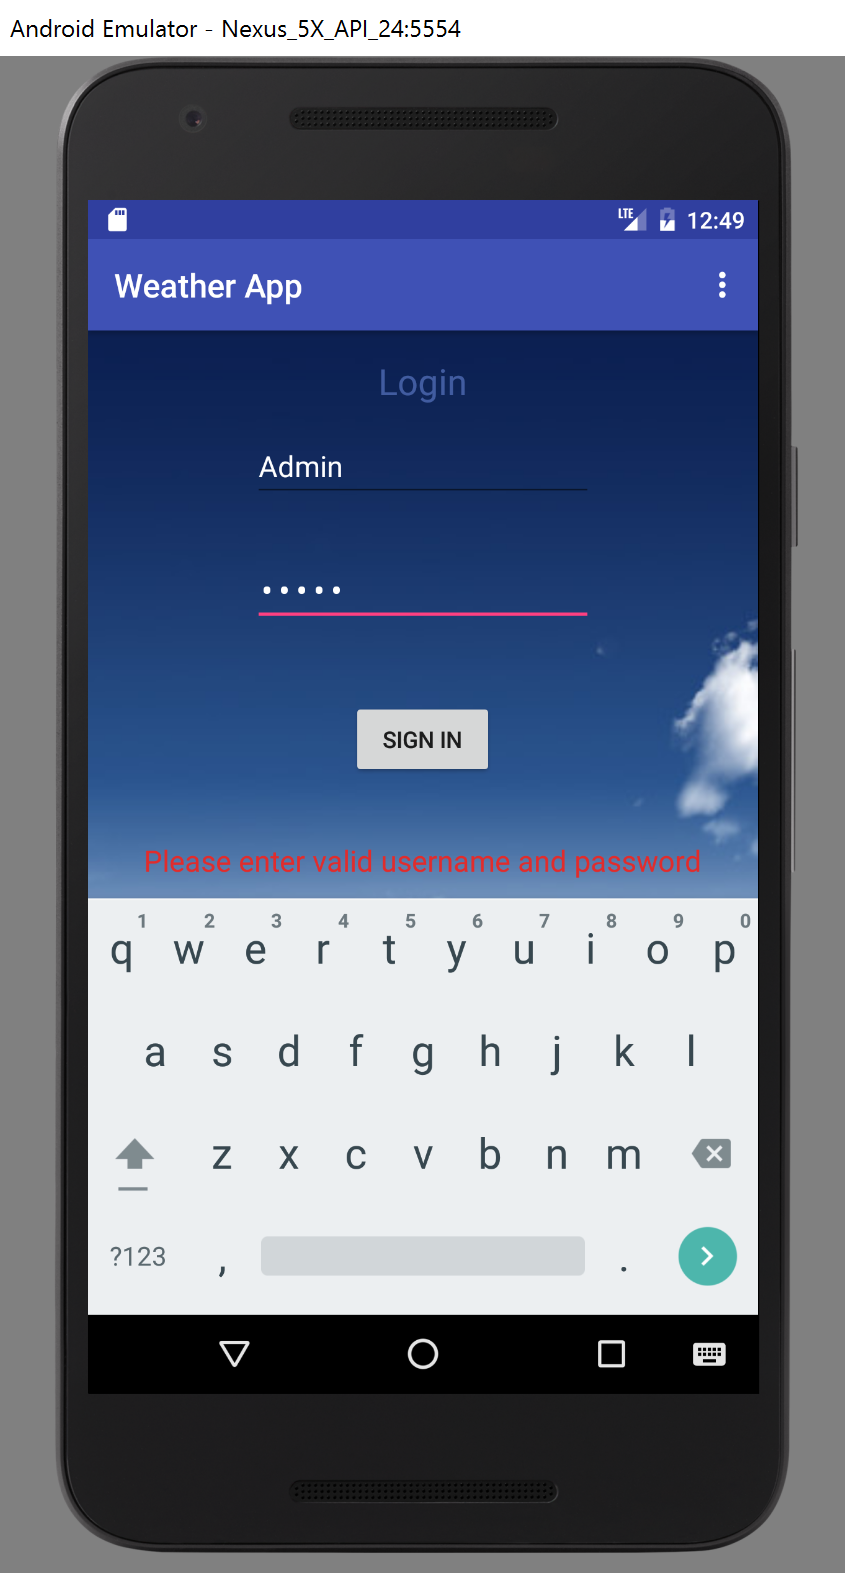 Android Emulator - Nexus_5X_API_24:5554
LTE 12:49
Weather App
Login
Admin
•••••
SIGN IN
Please enter valid username and password
1 2 3 4 5 6 7 8 9 0
q w e r t y u i o p
a s d f g h j k l
z x c v b n m
?123 , .